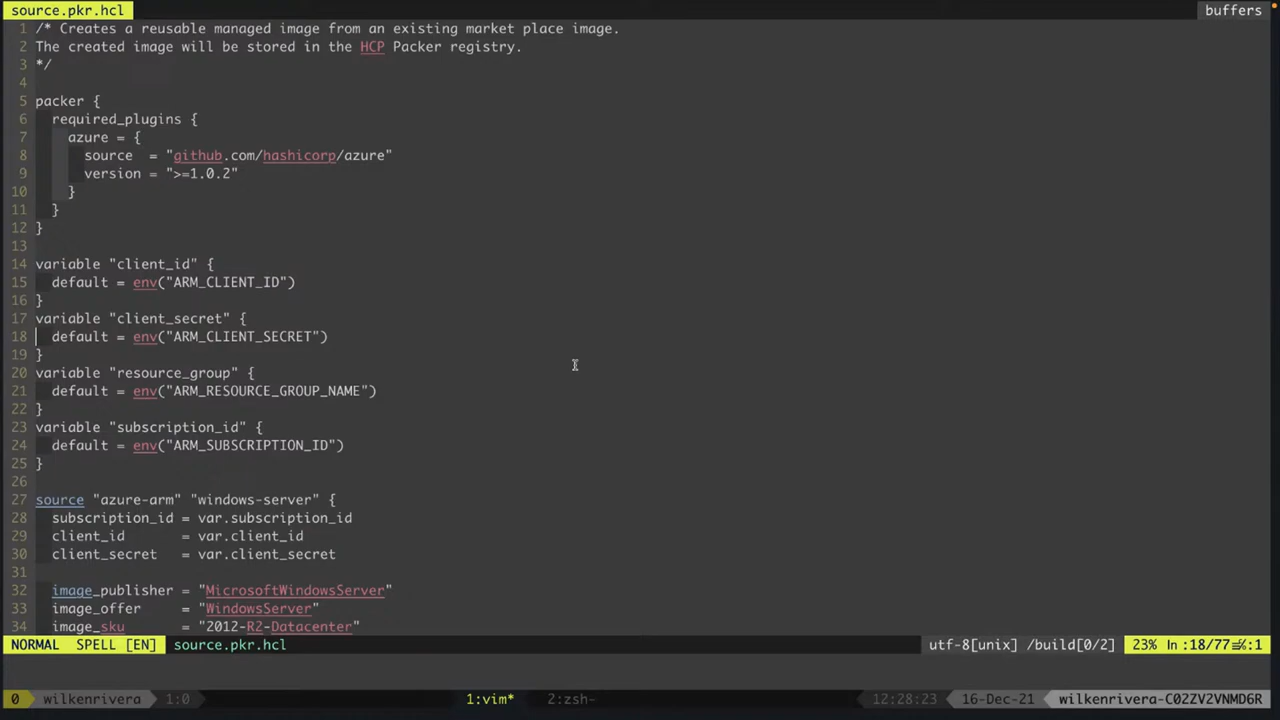 source.pkr.hcl
buffers
1 /* Creates a reusable managed image from an existing market place image.
2 The created image will be stored in the HCP Packer registry.
3 */
4
5 packer {
6   required_plugins {
7     azure = {
8       source  = "github.com/hashicorp/azure"
9       version = ">=1.0.2"
10     }
11   }
12 }
13
14 variable "client_id" {
15   default = env("ARM_CLIENT_ID")
16 }
17 variable "client_secret" {
18   default = env("ARM_CLIENT_SECRET")
19 }
20 variable "resource_group" {
21   default = env("ARM_RESOURCE_GROUP_NAME")
22 }
23 variable "subscription_id" {
24   default = env("ARM_SUBSCRIPTION_ID")
25 }
26
27 source "azure-arm" "windows-server" {
28   subscription_id = var.subscription_id
29   client_id       = var.client_id
30   client_secret   = var.client_secret
31
32   image_publisher = "MicrosoftWindowsServer"
33   image_offer     = "WindowsServer"
34   image_sku       = "2012-R2-Datacenter"
NORMAL SPELL [EN] source.pkr.hcl utf-8[unix] /build[0/2] 23% ln :18/77☰:1
0 wilkenrivera 1:0 1:vim* 2:zsh- 12:28:23 16-Dec-21 wilkenrivera-C02ZV2VNMD6R